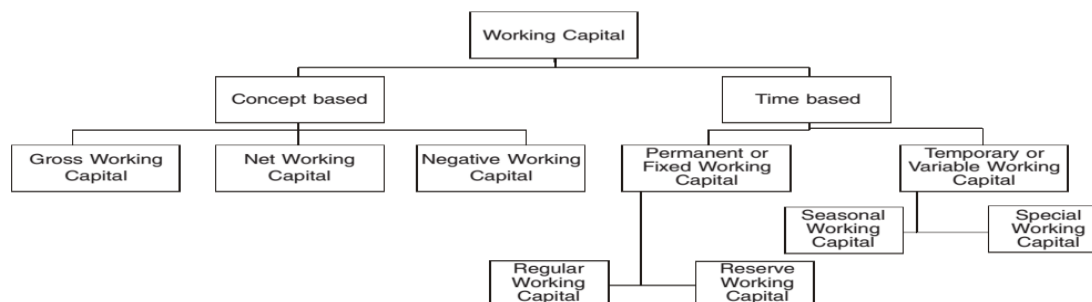 Working Capital
Concept based
Time based
Gross Working
Capital
Net Working
Capital
Negative Working
Capital
Permanent or
Fixed Working
Capital
Temporary or
Variable Working
Capital
Seasonal
Working
Capital
Special
Working
Capital
Regular
Working
Capital
Reserve
Working
Capital